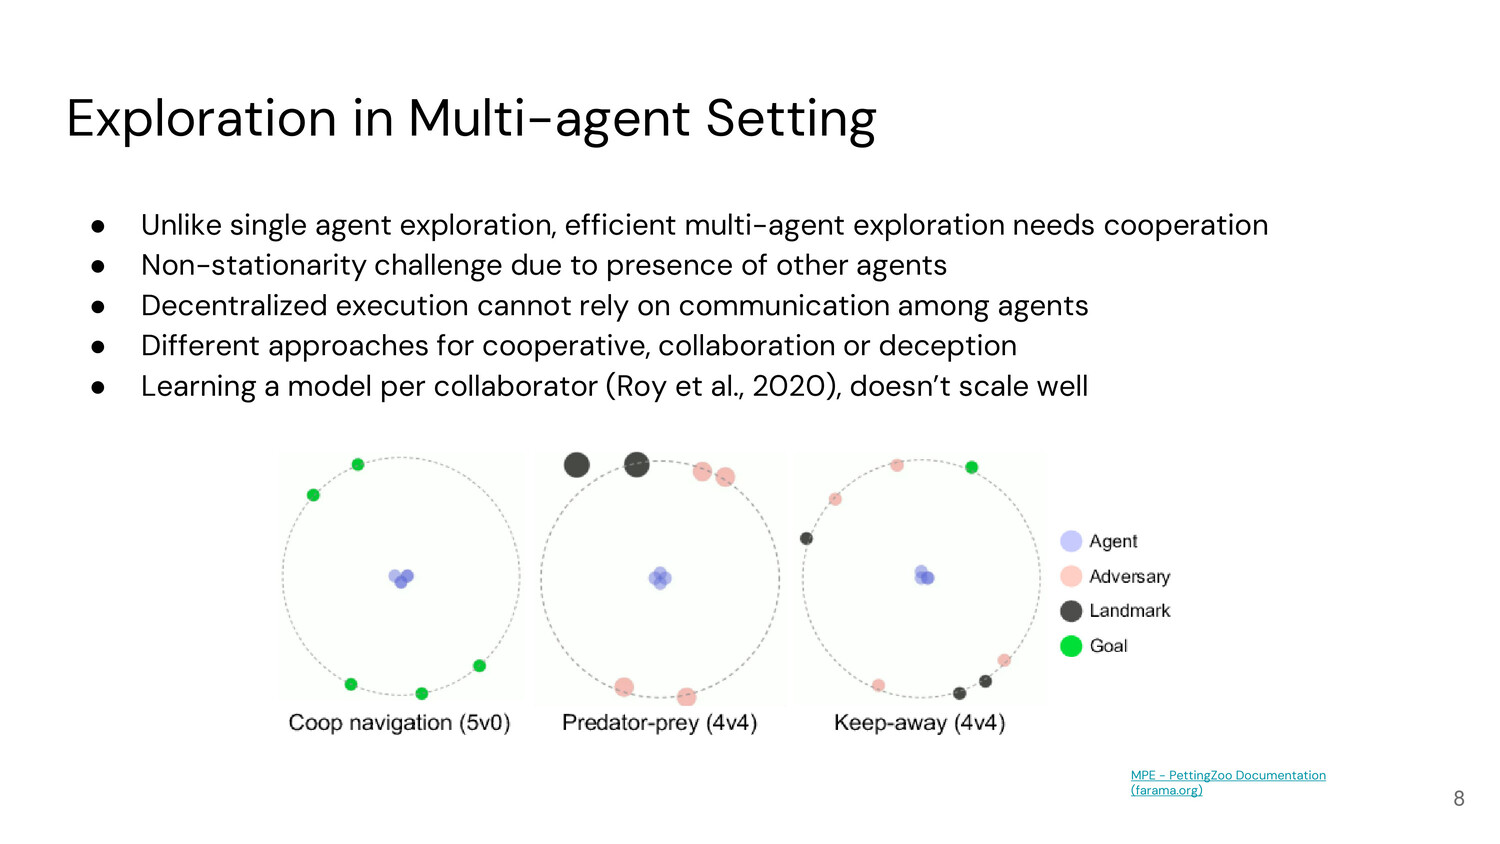 Exploration in Multi-agent Setting
● Unlike single agent exploration, efficient multi-agent exploration needs cooperation
● Non-stationarity challenge due to presence of other agents
● Decentralized execution cannot rely on communication among agents
● Different approaches for cooperative, collaboration or deception
● Learning a model per collaborator (Roy et al., 2020), doesn’t scale well
Agent
Adversary
Landmark
Goal
Coop navigation (5v0)
Predator-prey (4v4)
Keep-away (4v4)
MPE - PettingZoo Documentation
(farama.org)
8